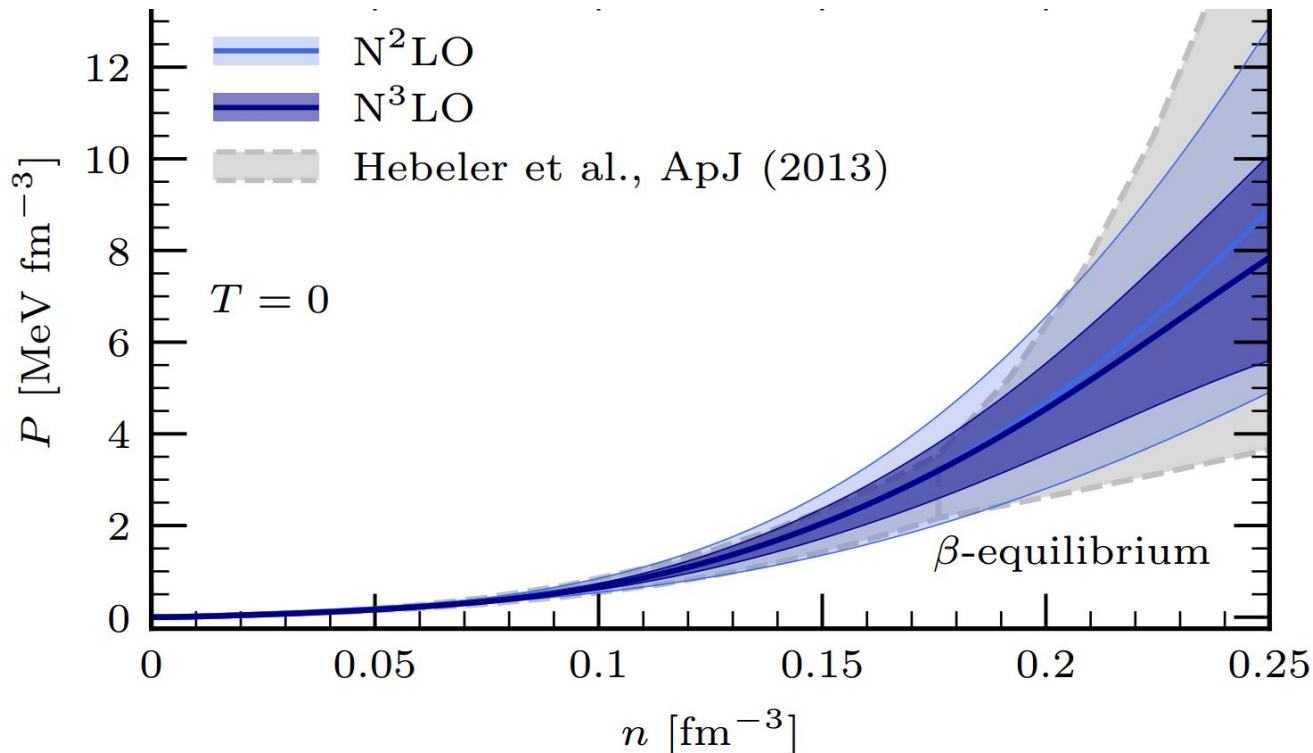 N²LO
N³LO
Hebeler et al., ApJ (2013)
T = 0
β-equilibrium
P [MeV fm⁻³]
12
10
8
6
4
2
0
0 0.05 0.1 0.15 0.2 0.25
n [fm⁻³]